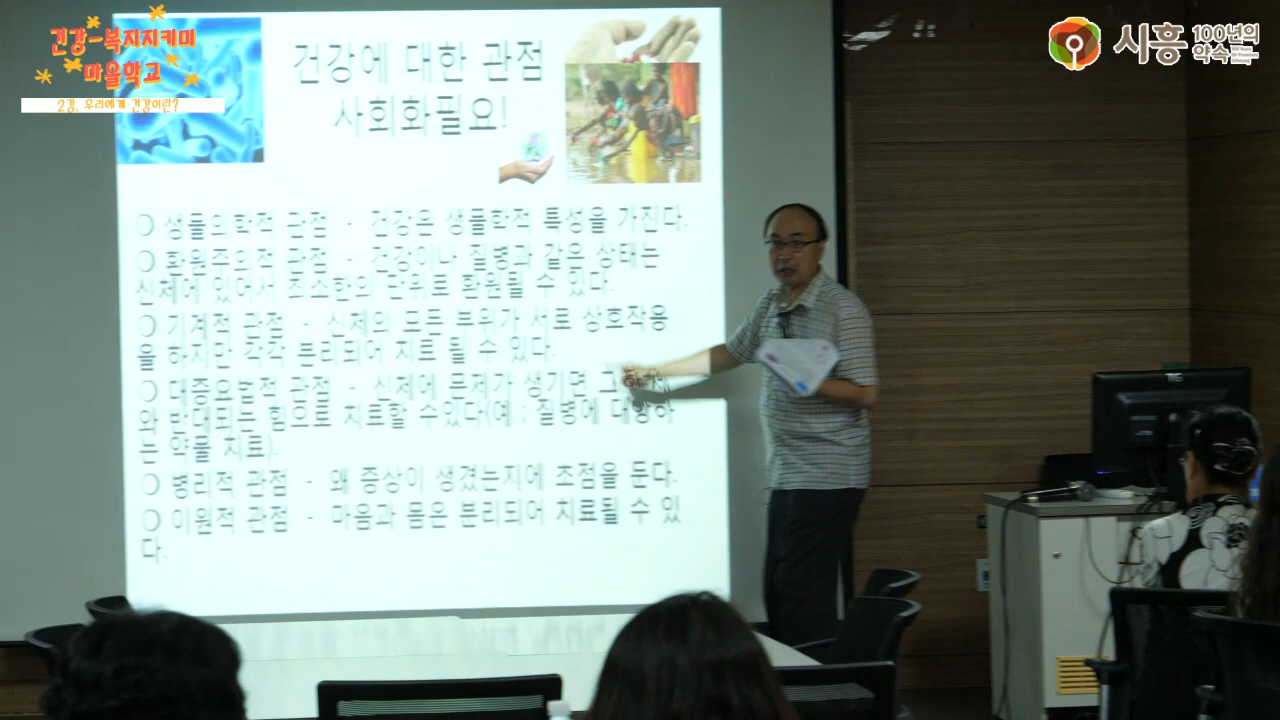 건강-복지지키미
마을학교
2강. 우리에게 건강이란?
시흥 100년의
약속
건강에 대한 관점
사회화필요!
○ 생물의학적 관점 - 건강은 생물학적 특성을 가진다.
○ 환원주의적 관점 - 건강이나 질병과 같은 상태는
신체에 있어서 최소한의 단위로 환원될 수 있다.
○ 기계적 관점 - 신체의 모든 부위가 서로 상호작용
을 하지만 각각 분리되어 치료 될 수 있다.
○ 대증요법적 관점 - 신체에 문제가 생기면 그
와 반대되는 힘으로 치료할 수있다(예 : 질병에 대항하
는 약물 치료).
○ 병리적 관점 - 왜 증상이 생겼는지에 초점을 둔다.
○ 이원적 관점 - 마음과 몸은 분리되어 치료될 수 있
다.